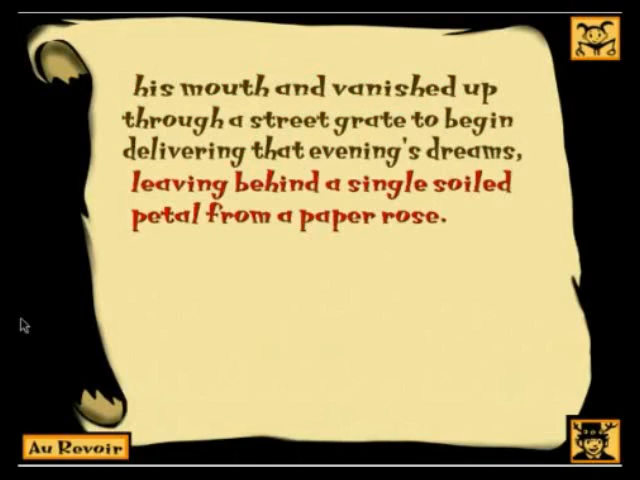 his mouth and vanished up
through a street grate to begin
delivering that evening's dreams,
leaving behind a single soiled
petal from a paper rose.
Au Revoir